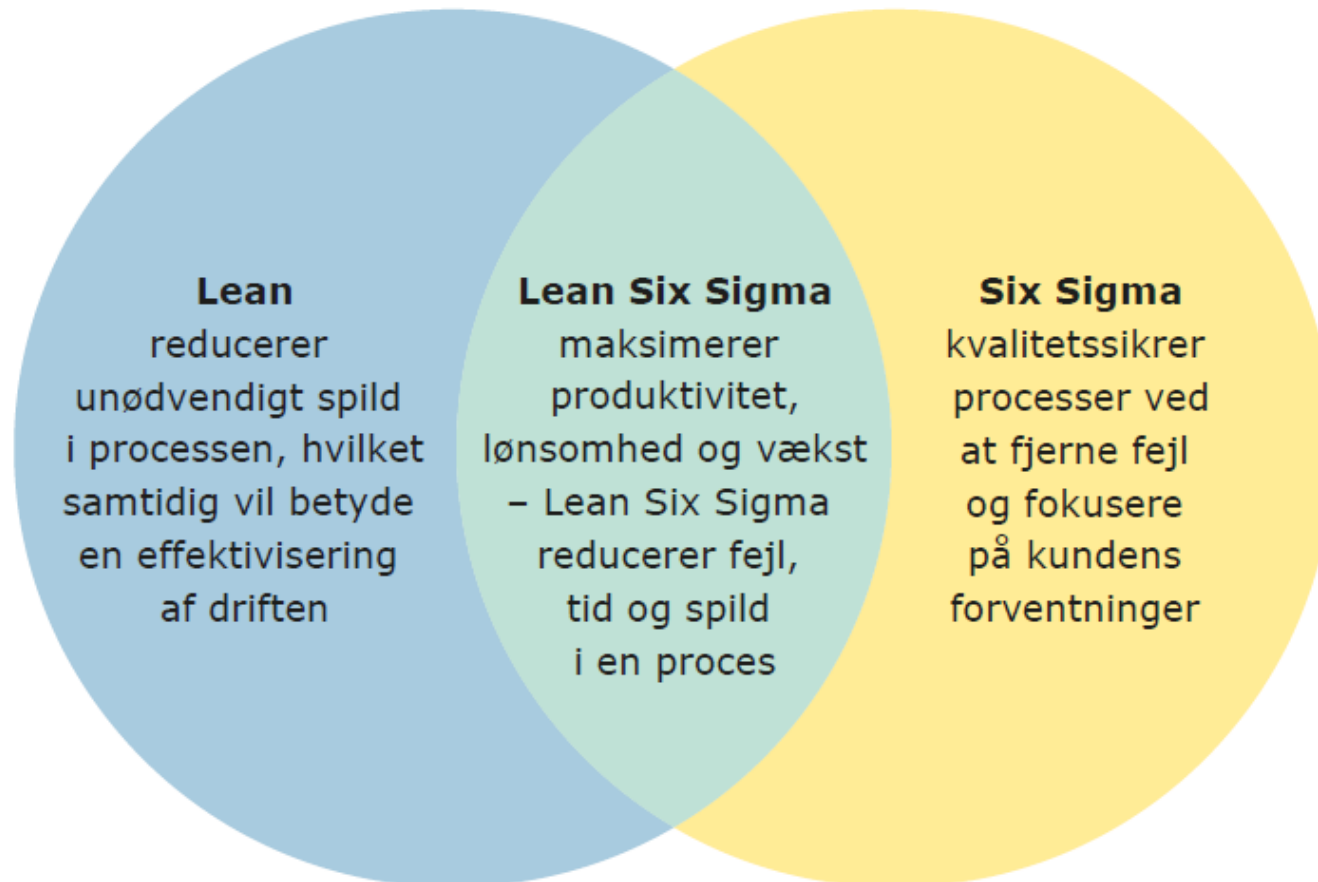 Lean
reducerer
unødvendigt spild
i processen, hvilket
samtidig vil betyde
en effektivisering
af driften
Lean Six Sigma
maksimerer
produktivitet,
lønsomhed og vækst
– Lean Six Sigma
reducerer fejl,
tid og spild
i en proces
Six Sigma
kvalitetssikrer
processer ved
at fjerne fejl
og fokusere
på kundens
forventninger